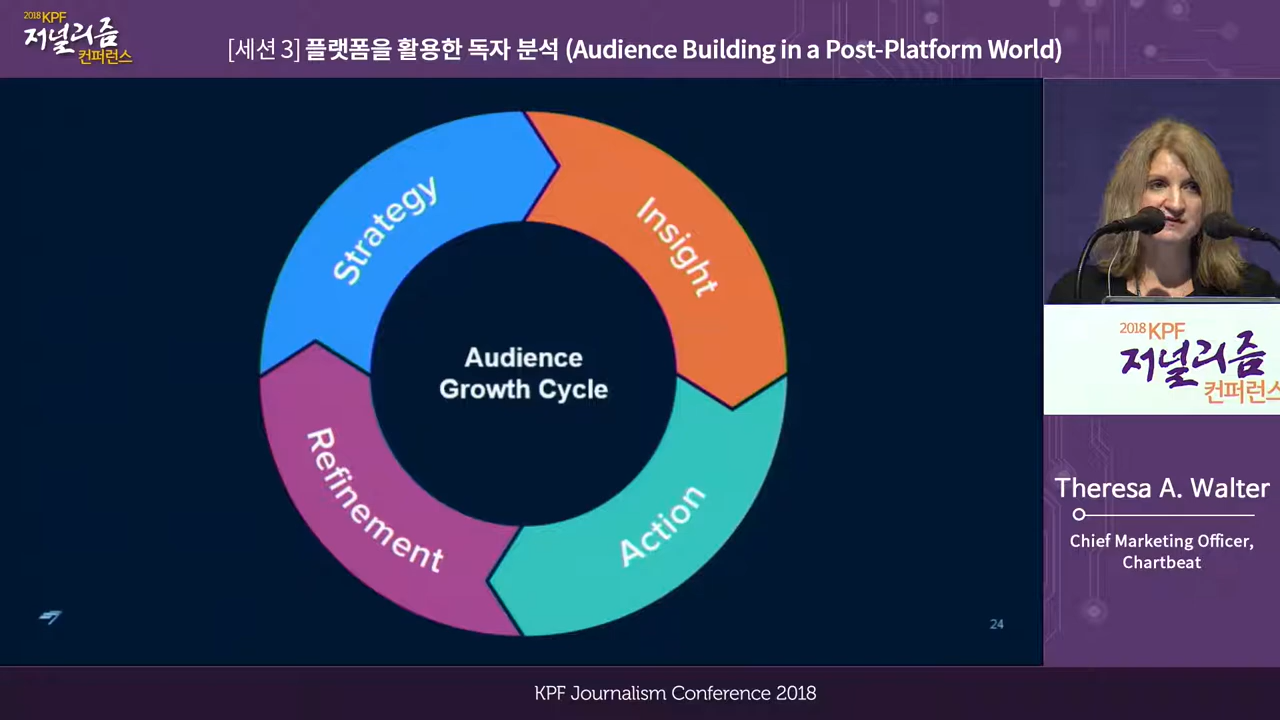 2018 KPF
저널리즘
컨퍼런스
[세션 3] 플랫폼을 활용한 독자 분석 (Audience Building in a Post-Platform World)
Strategy
Insight
Audience
Growth Cycle
Refinement
Action
24
2018 KPF
저널리즘
컨퍼런스
Theresa A. Walter
Chief Marketing Officer,
Chartbeat
KPF Journalism Conference 2018